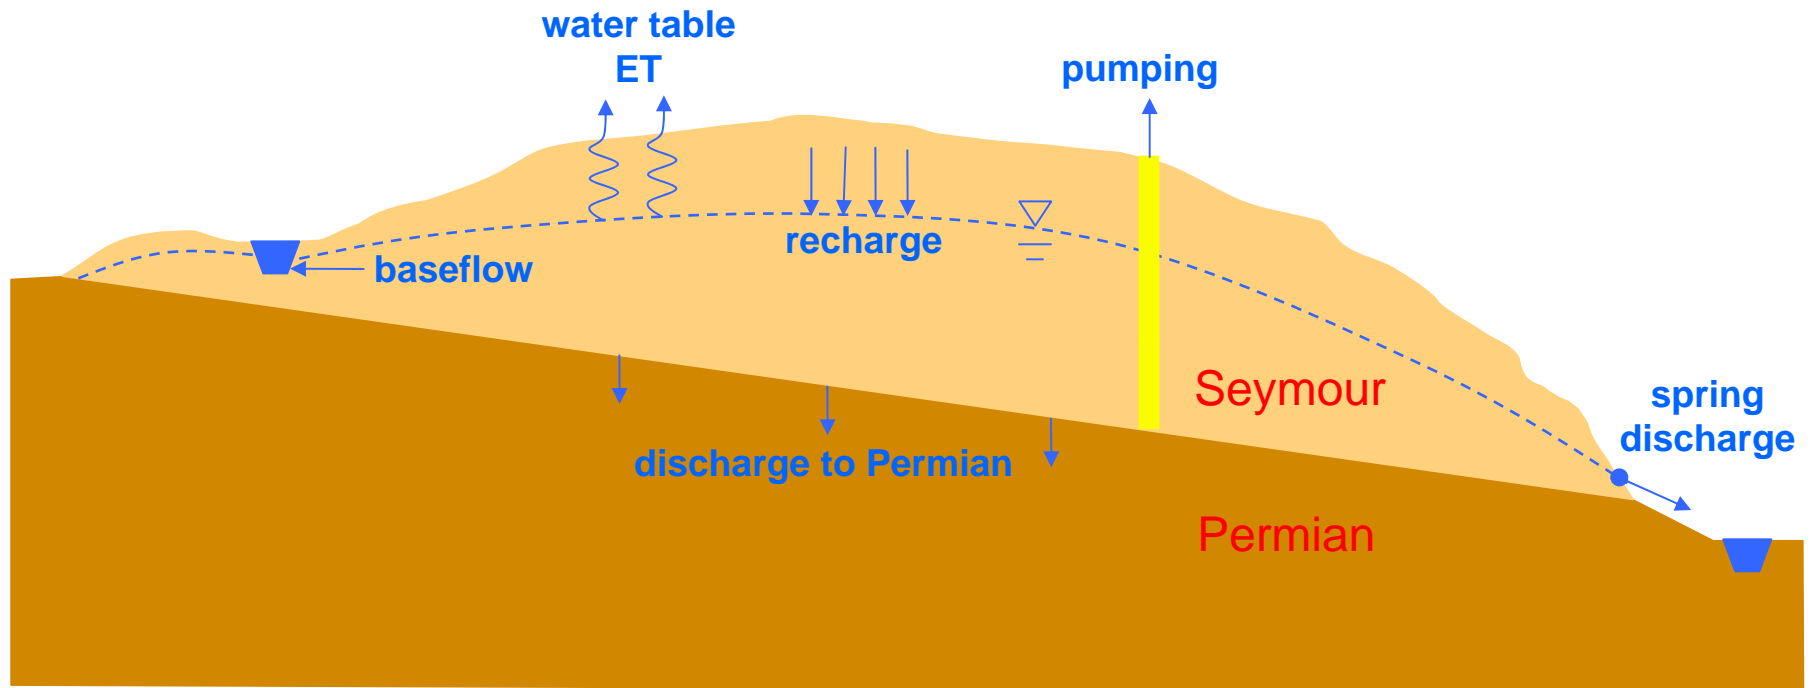 water table
ET
pumping
recharge
baseflow
Seymour
spring
discharge
discharge to Permian
Permian